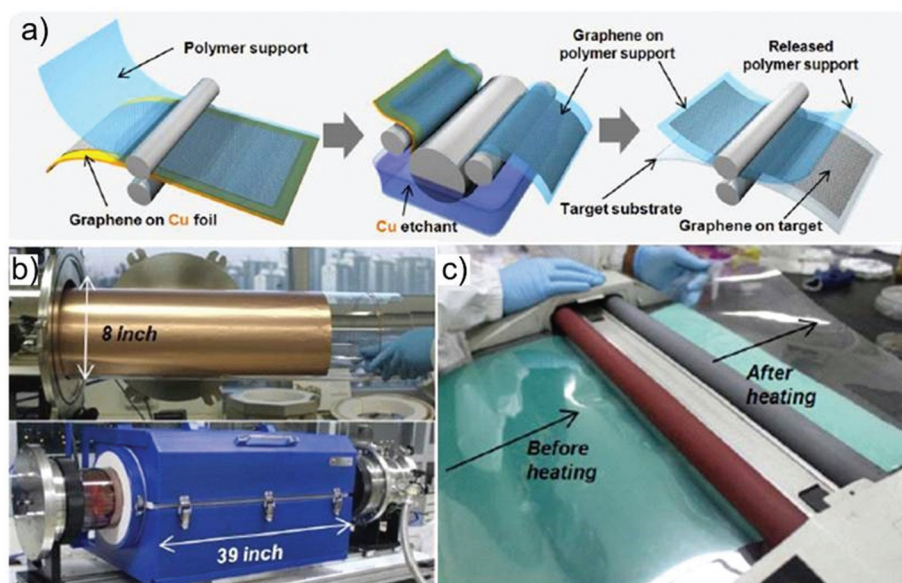 a)
Polymer support
Graphene on Cu foil
Graphene on
polymer support
Cu etchant
Released
polymer support
Target substrate
Graphene on target
b)
8 inch
39 inch
c)
Before
heating
After
heating